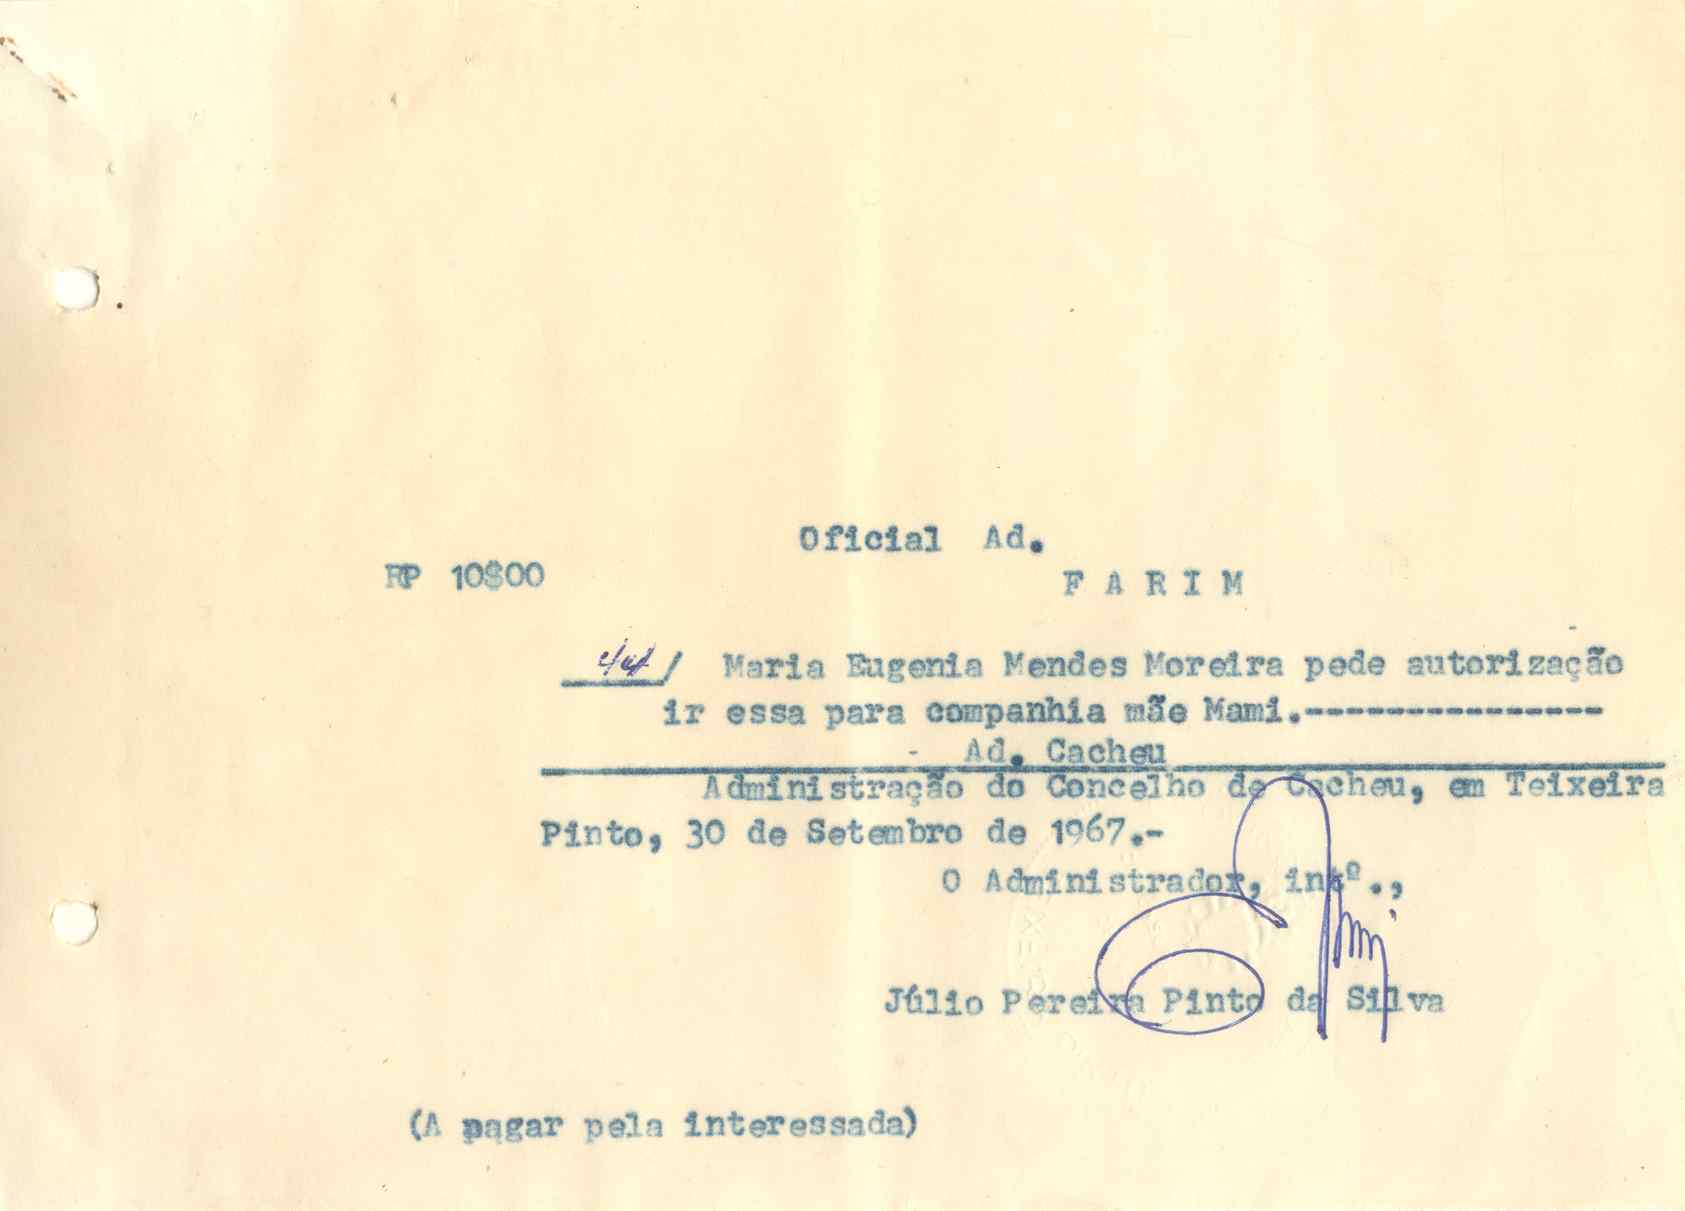 Oficial Ad.
RP 10$00
F A R I M
/ Maria Eugenia Mendes Moreira pede autorização
ir essa para companhia mãe Mami.---------------
Ad. Cacheu
Administração do Concelho de Cacheu, em Teixeira
Pinto, 30 de Setembro de 1967.-
O Administrador, intº.,
Júlio Pereira Pinto da Silva
(A pagar pela interessada)